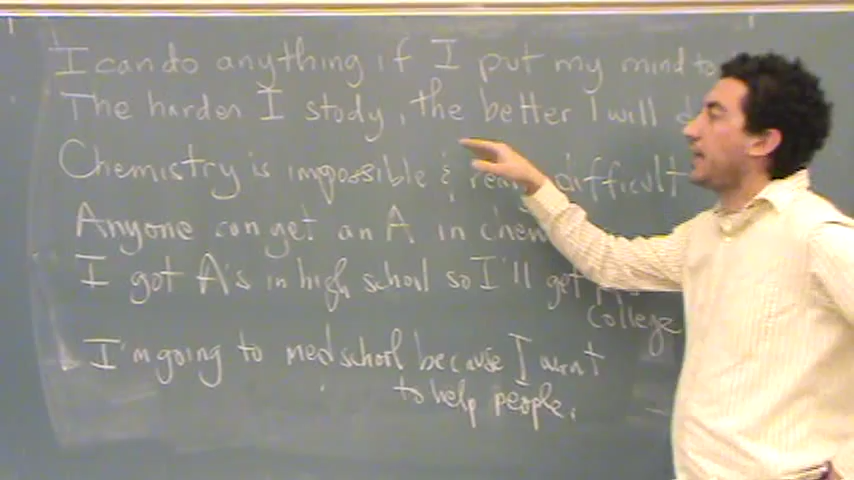 I can do anything if I put my mind to
The harder I study, the better I will d
Chemistry is impossible & really difficult
Anyone can get an A in chem
I got A's in high school so I'll get A's
college
I'm going to med school because I want
to help people.